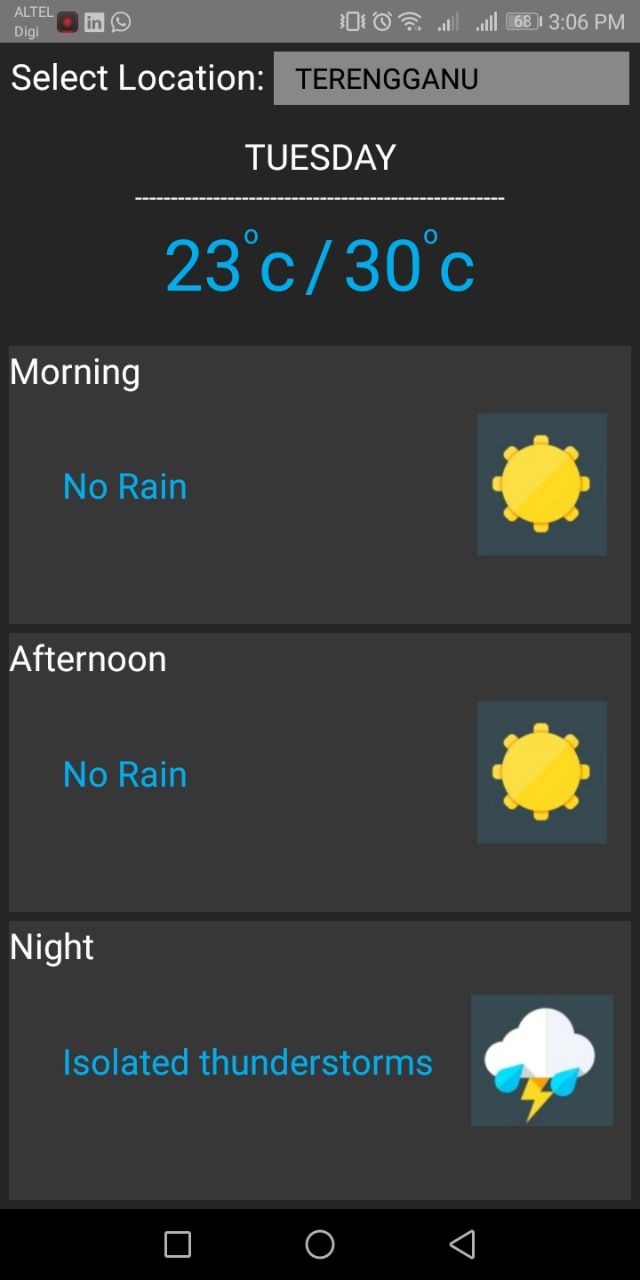 ALTEL
Digi
in
68
3:06 PM
Select Location: TERENGGANU
TUESDAY
----------------------------------------------------
23°c / 30°c
Morning
No Rain
Afternoon
No Rain
Night
Isolated thunderstorms